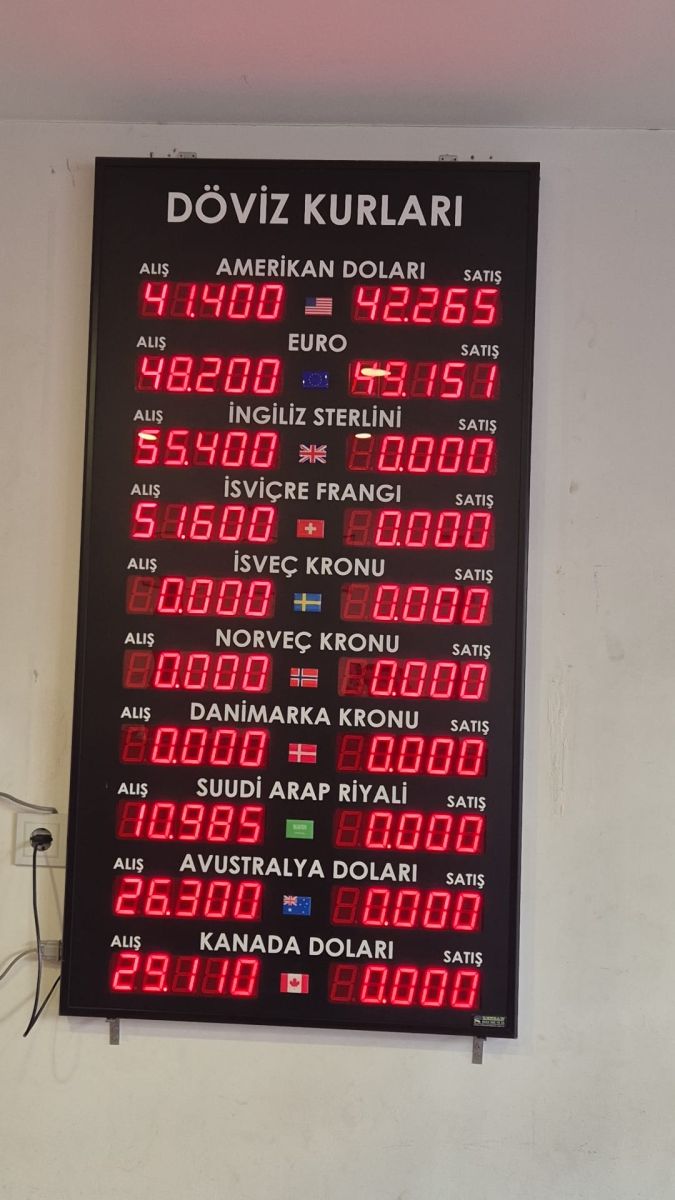 DÖVİZ KURLARI
ALIŞ AMERİKAN DOLARI SATIŞ
41.400 42.265
ALIŞ EURO SATIŞ
48.200 49.151
ALIŞ İNGİLİZ STERLİNİ SATIŞ
55.400 0.000
ALIŞ İSVİÇRE FRANGI SATIŞ
51.600 0.000
ALIŞ İSVEÇ KRONU SATIŞ
0.000 0.000
ALIŞ NORVEÇ KRONU SATIŞ
0.000 0.000
ALIŞ DANİMARKA KRONU SATIŞ
0.000 0.000
ALIŞ SUUDİ ARAP RİYALİ SATIŞ
10.985 0.000
ALIŞ AVUSTRALYA DOLARI SATIŞ
26.300 0.000
ALIŞ KANADA DOLARI SATIŞ
29.110 0.000